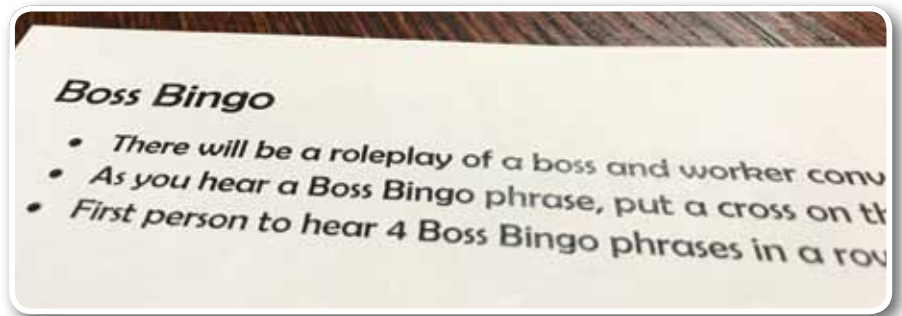 Boss Bingo
• There will be a roleplay of a boss and worker conv
• As you hear a Boss Bingo phrase, put a cross on th
• First person to hear 4 Boss Bingo phrases in a row